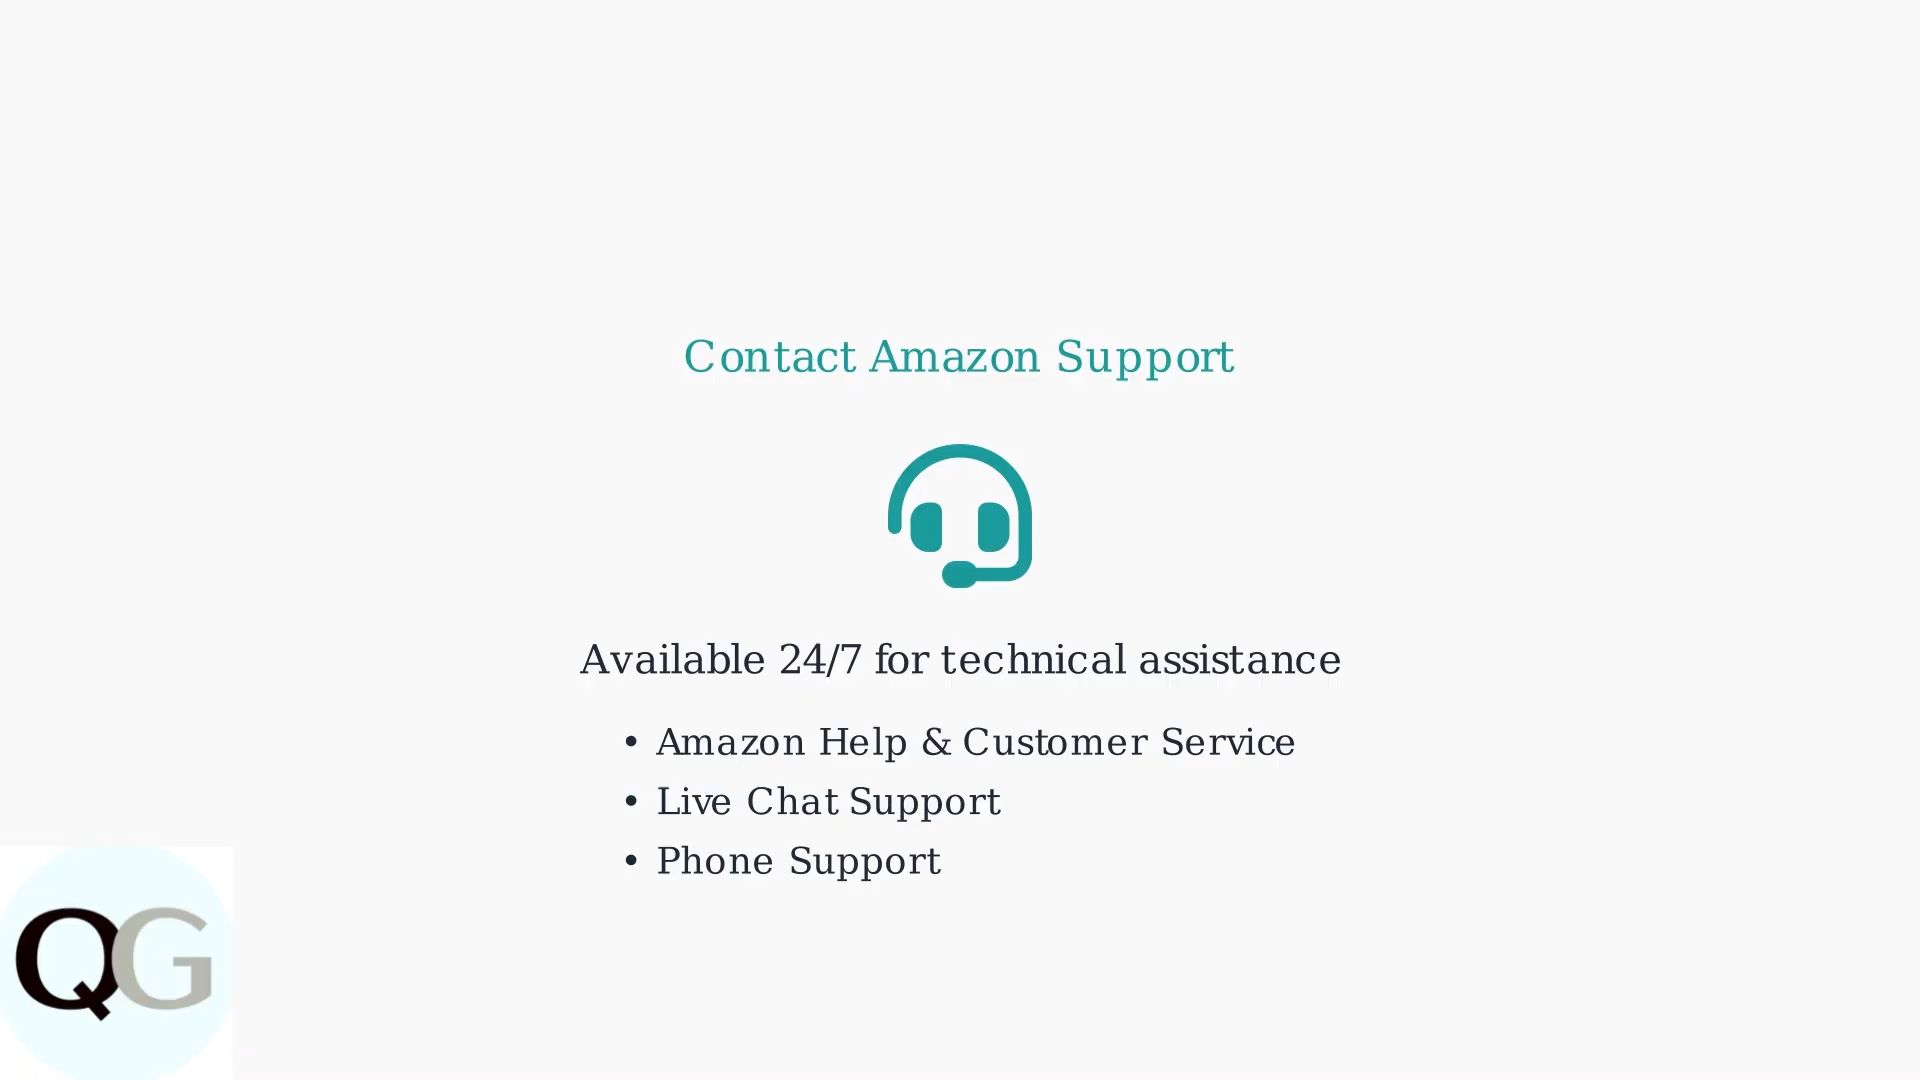 Contact Amazon Support
Available 24/7 for technical assistance
• Amazon Help & Customer Service
• Live Chat Support
• Phone Support
QG